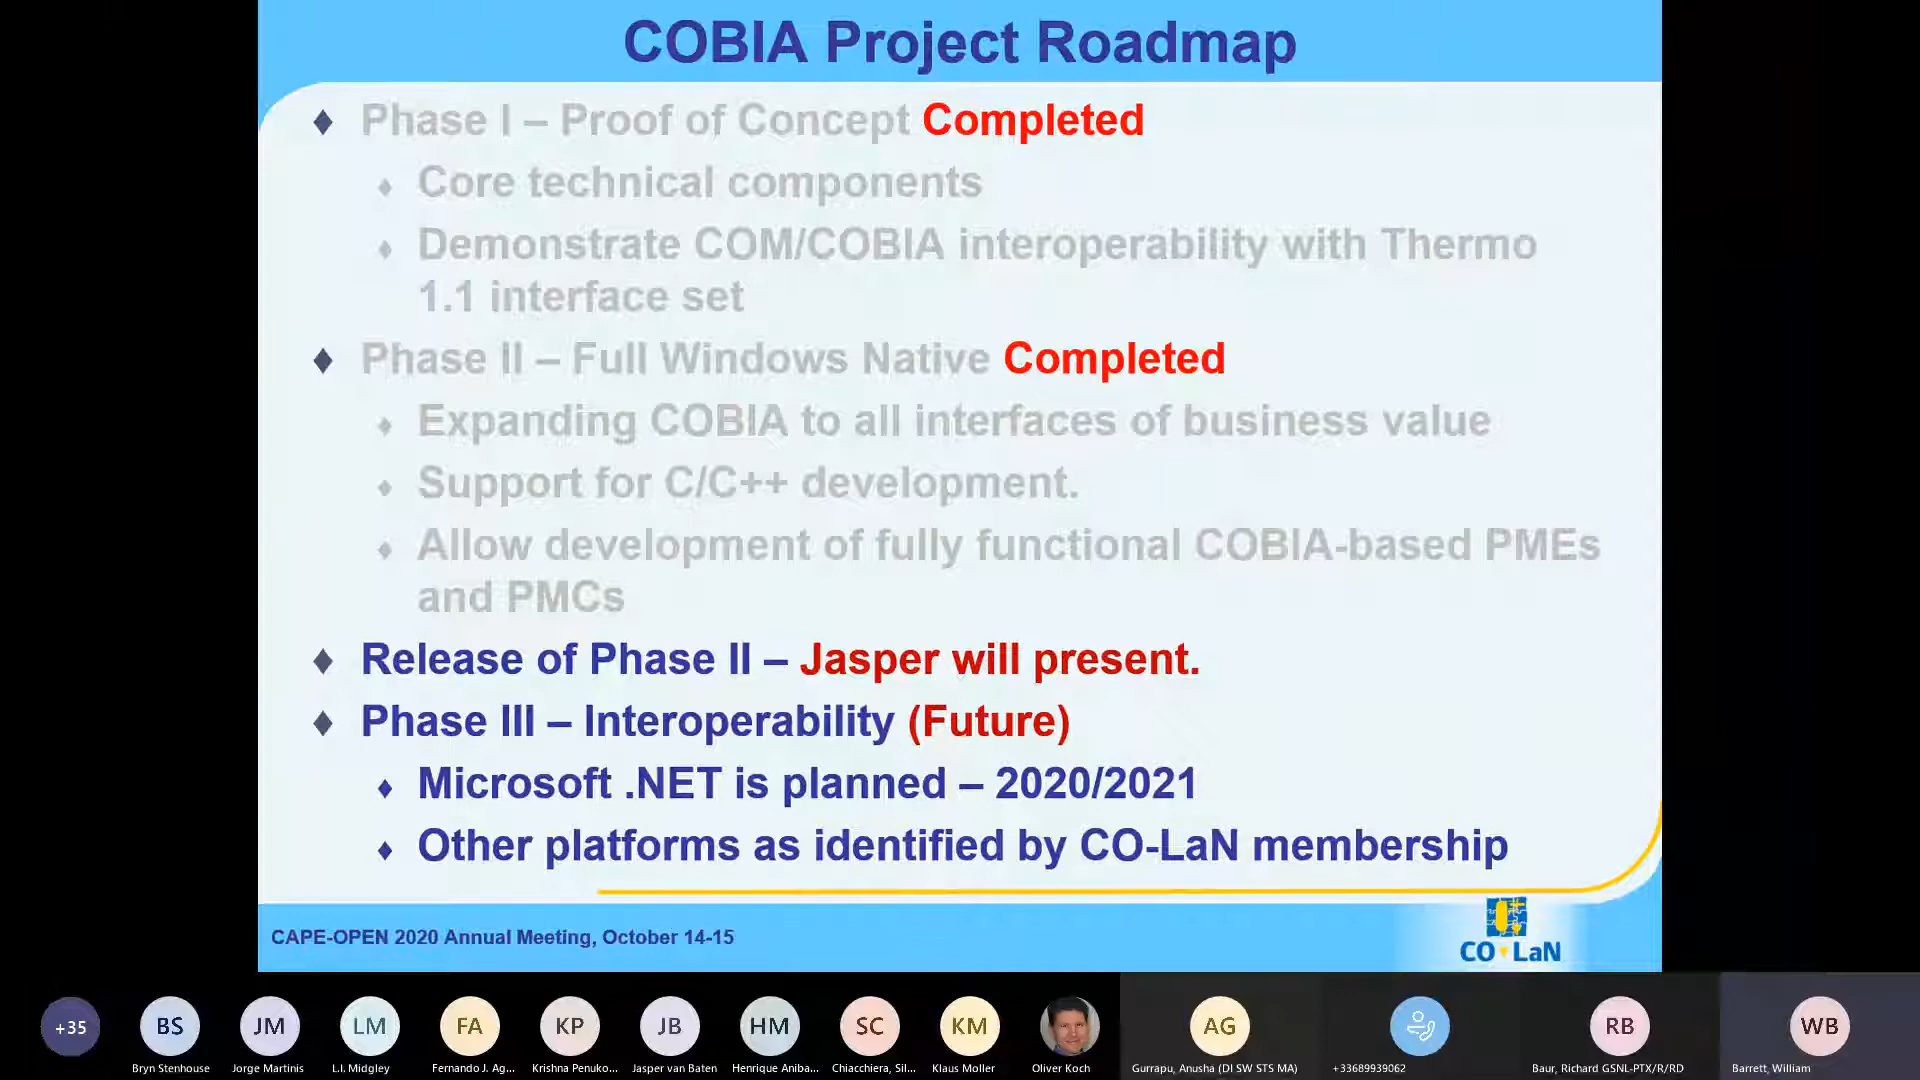 COBIA Project Roadmap
Phase I – Proof of Concept Completed
Core technical components
Demonstrate COM/COBIA interoperability with Thermo
1.1 interface set
Phase II – Full Windows Native Completed
Expanding COBIA to all interfaces of business value
Support for C/C++ development.
Allow development of fully functional COBIA-based PMEs
and PMCs
Release of Phase II – Jasper will present.
Phase III – Interoperability (Future)
Microsoft .NET is planned – 2020/2021
Other platforms as identified by CO-LaN membership
CAPE-OPEN 2020 Annual Meeting, October 14-15
CO LaN
+35 BS JM LM FA KP JB HM SC KM AG RB WB
Bryn Stenhouse Jorge Martinis L.I. Midgley Fernando J. Ag... Krishna Penuko... Jasper van Baten Henrique Aniba... Chiacchiera, Sil... Klaus Moller Oliver Koch Gurrapu, Anusha (DI SW STS MA) +33689939062 Baur, Richard GSNL-PTX/R/RD Barrett, William